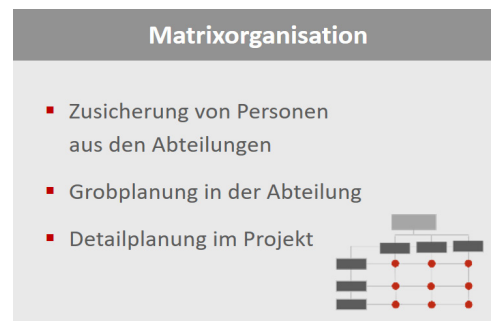 Matrixorganisation
▪ Zusicherung von Personen
aus den Abteilungen
▪ Grobplanung in der Abteilung
▪ Detailplanung im Projekt